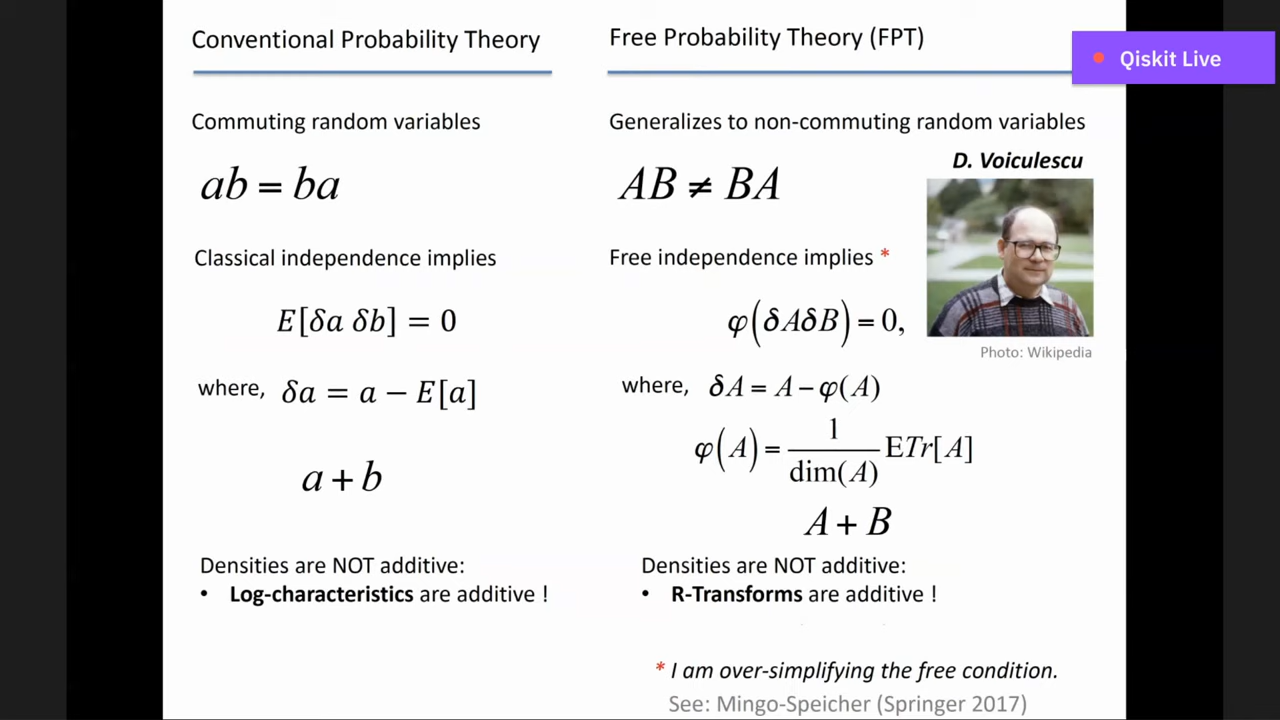 Conventional Probability Theory
Commuting random variables
ab = ba
Classical independence implies
E[δa δb] = 0
where, δa = a − E[a]
a + b
Densities are NOT additive:
• Log-characteristics are additive !
Free Probability Theory (FPT)
Qiskit Live
Generalizes to non-commuting random variables
D. Voiculescu
AB ≠ BA
Free independence implies *
φ(δAδB) = 0,
Photo: Wikipedia
where, δA = A − φ(A)
φ(A) = 1/dim(A) ETr[A]
A + B
Densities are NOT additive:
• R-Transforms are additive !
* I am over-simplifying the free condition.
See: Mingo-Speicher (Springer 2017)